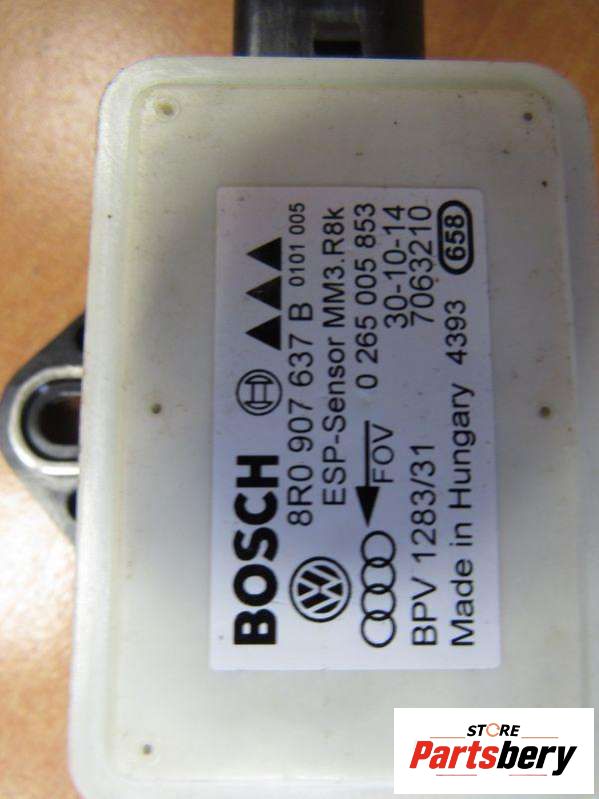 BOSCH
8R0 907 637 B 0101 005
ESP-Sensor MM3.R8k
FOV 0 265 005 853
30-10-14
BPV 1283/31 7063210
Made in Hungary 4393 658
STORE
Partsbery